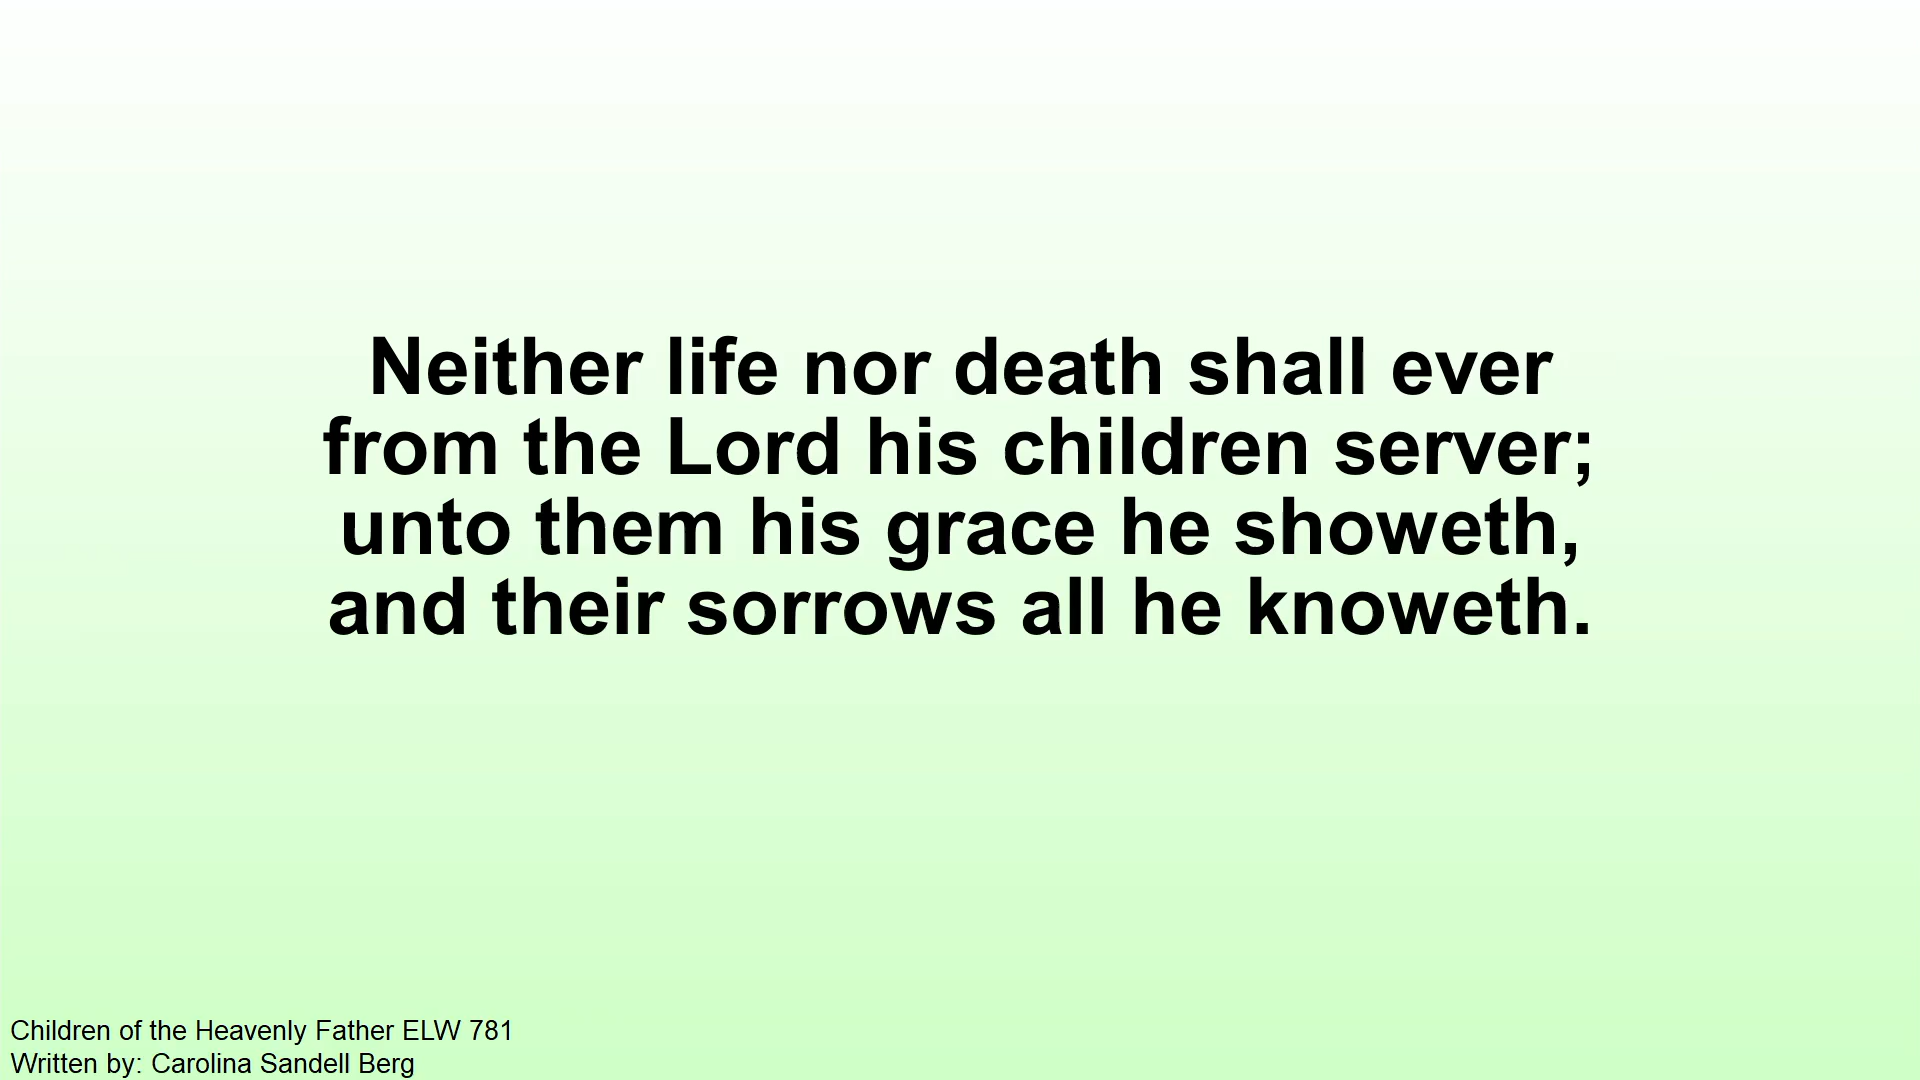 Neither life nor death shall ever
from the Lord his children server;
unto them his grace he showeth,
and their sorrows all he knoweth.
Children of the Heavenly Father ELW 781
Written by: Carolina Sandell Berg